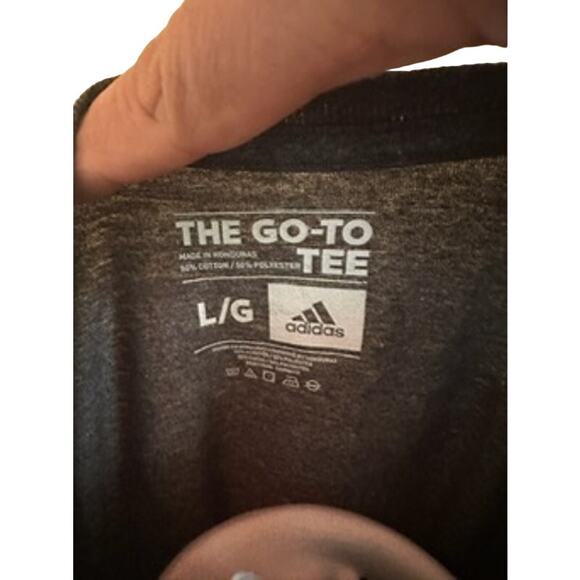 THE GO-TO
MADE IN HONDURAS
50% COTTON / 50% POLYESTER
TEE
L/G
adidas